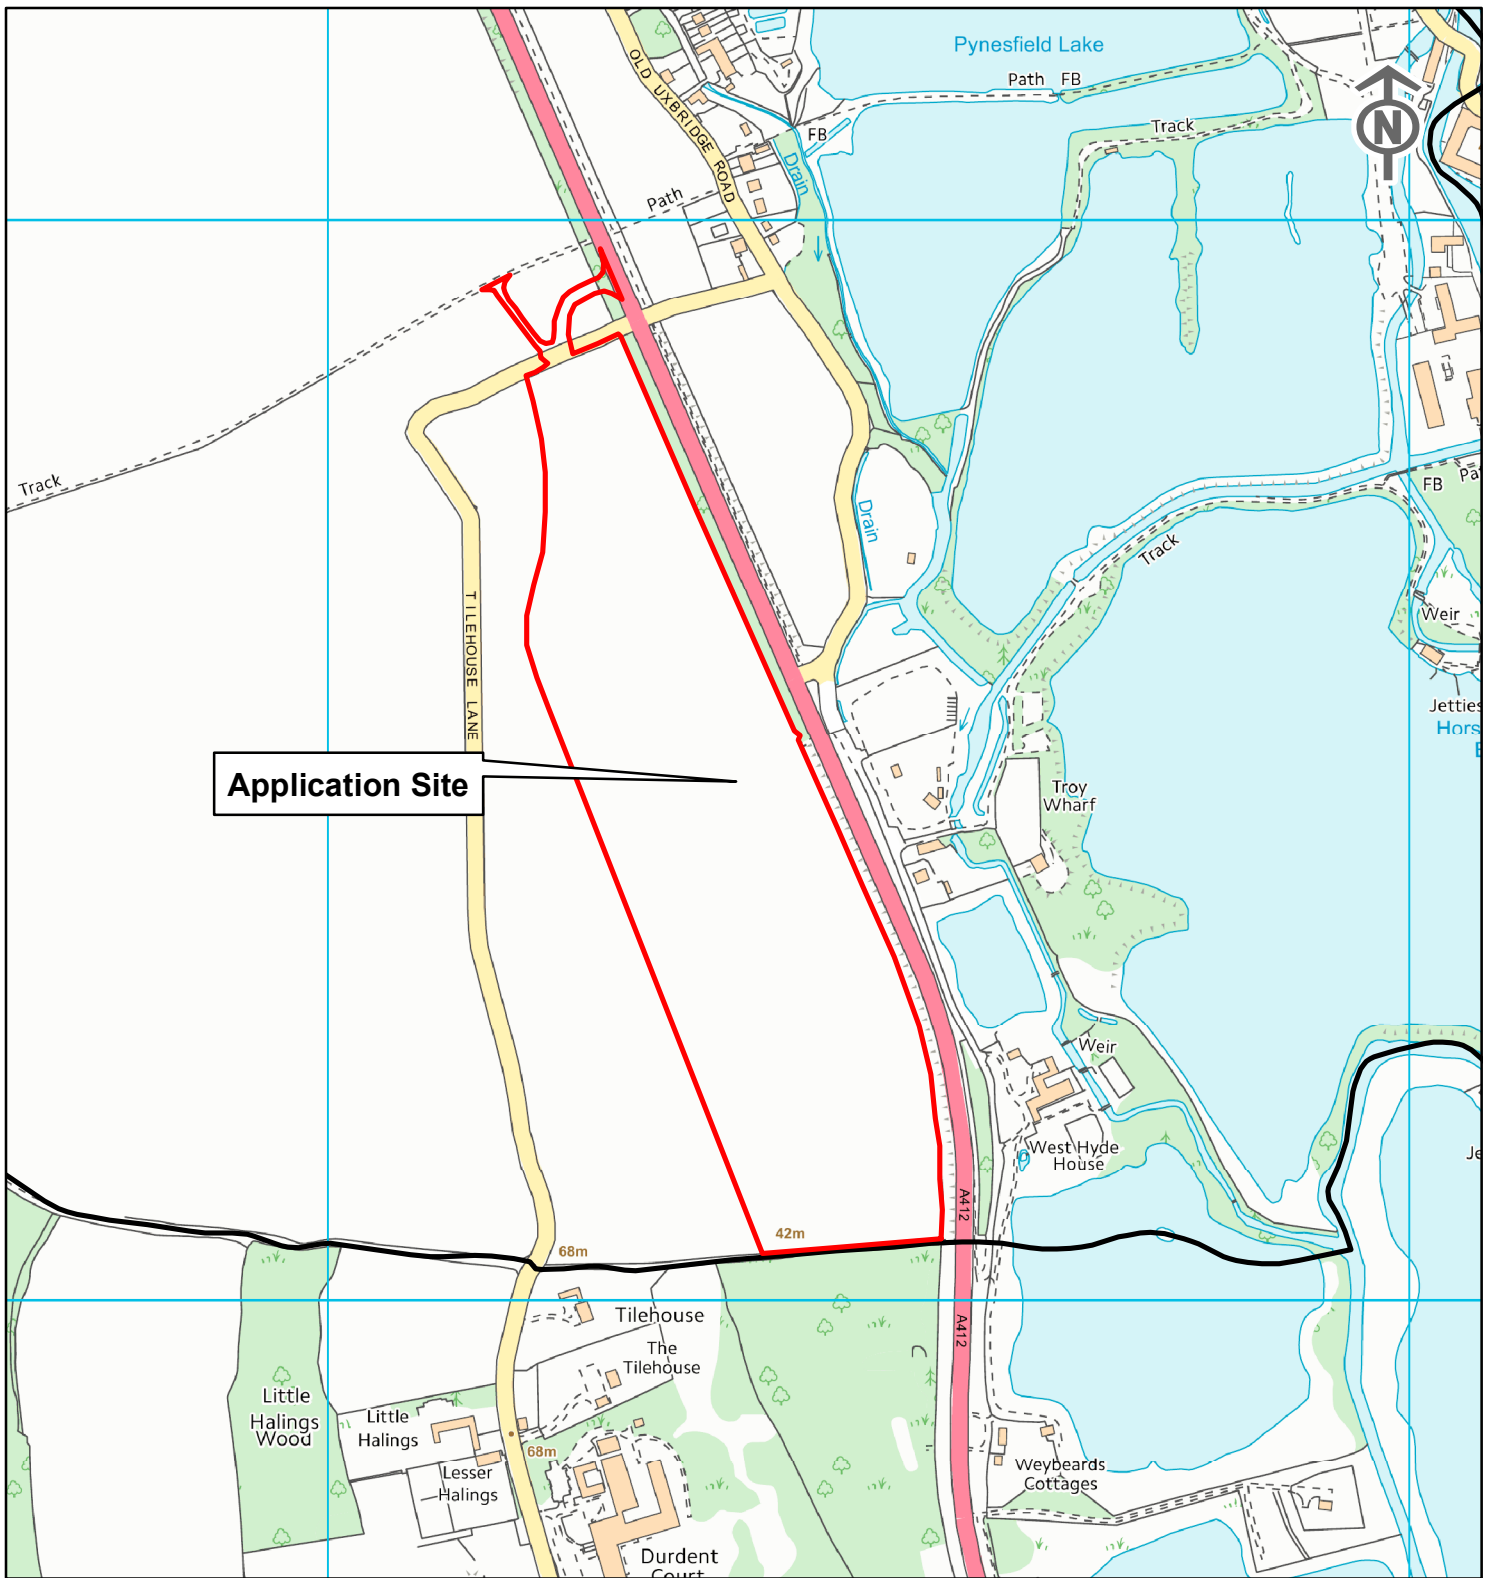 Pynesfield Lake
Path FB
OLD UXBRIDGE ROAD
Track
N
FB
Drain
Path
Track
FB
Drain
Track
TILEHOUSE LANE
Weir
Jetties
Application Site
Troy
Wharf
Weir
West Hyde
House
A412
42m
68m
Tilehouse
A412
The
Tilehouse
Little
Halings
Wood
Little
Halings
68m
Lesser
Halings
Weybeards
Cottages
Durdent
Court